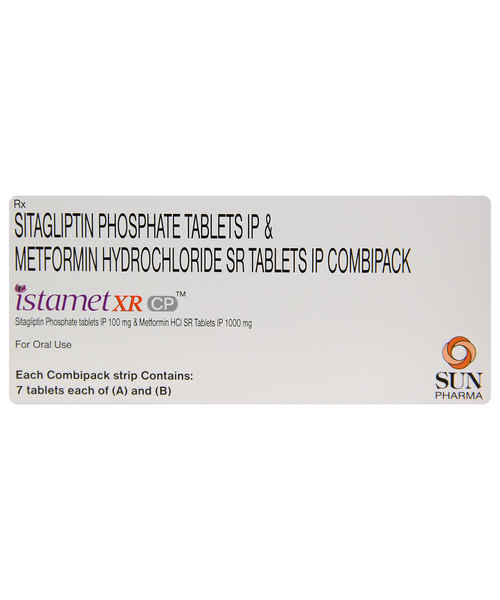 Rx
SITAGLIPTIN PHOSPHATE TABLETS IP &
METFORMIN HYDROCHLORIDE SR TABLETS IP COMBIPACK
istamet XR CP™
Sitagliptin Phosphate tablets IP 100 mg & Metformin HCl SR Tablets IP 1000 mg
For Oral Use
Each Combipack strip Contains:
7 tablets each of (A) and (B)
SUN
PHARMA